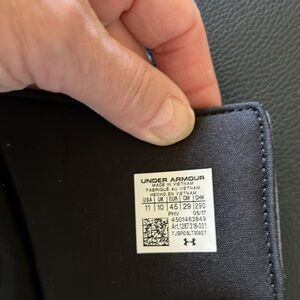 UNDER ARMOUR
MADE IN VIETNAM
FABRIQUÉ AU VIETNAM
HECHO EN VIETNAM
USA UK EUR CM CHN
11 10 45 29 290
PHV 05/17
4501463849
Art.1287318-001